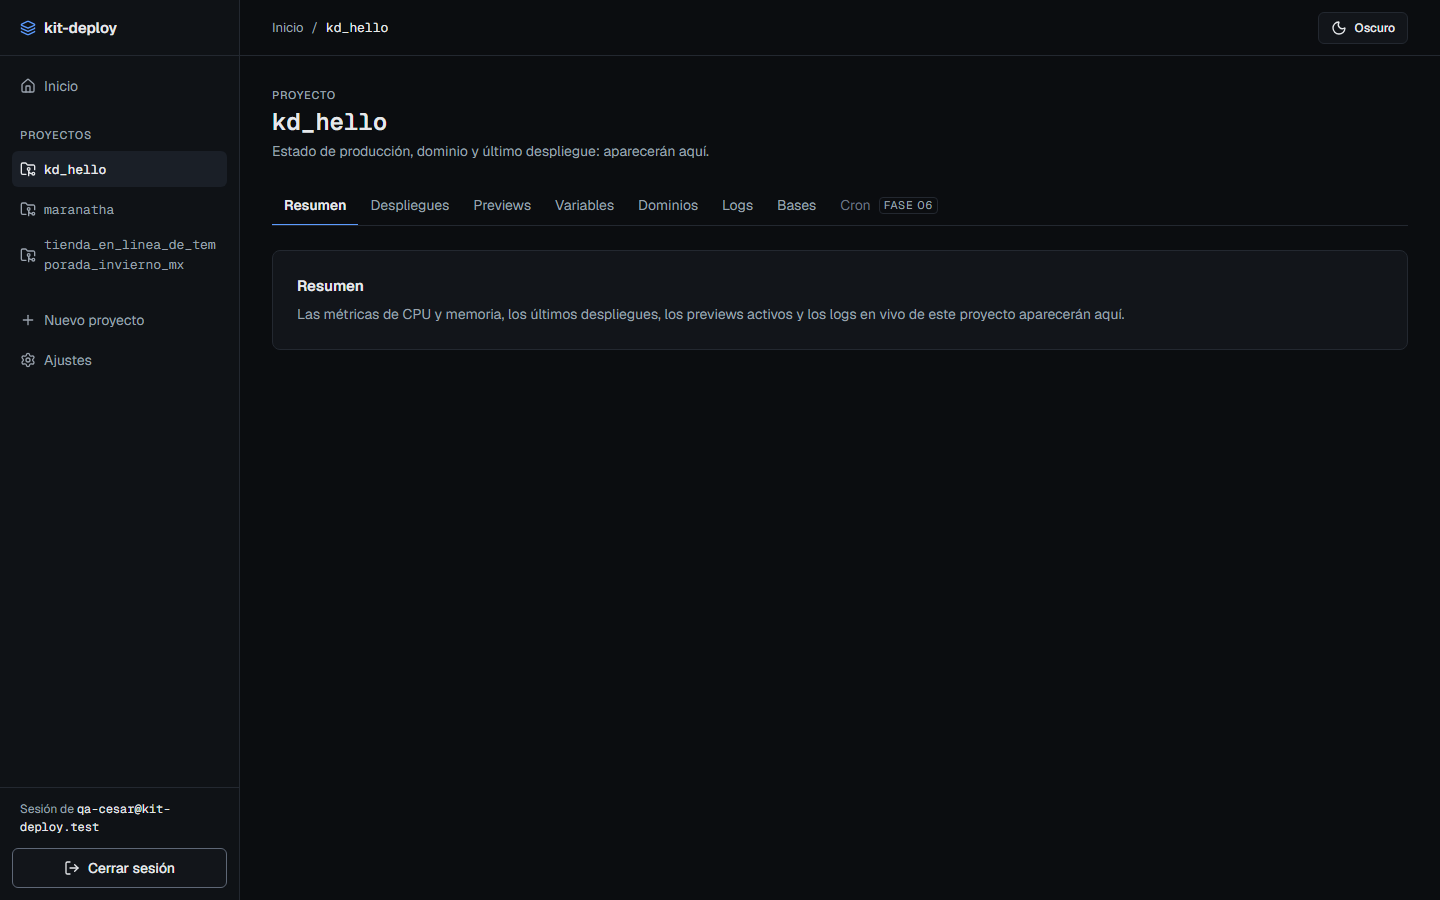 kit-deploy
Inicio
PROYECTOS
kd_hello
maranatha
tienda_en_linea_de_tem
porada_invierno_mx
Nuevo proyecto
Ajustes
Sesión de qa-cesar@kit-
deploy.test
Cerrar sesión
Inicio / kd_hello
Oscuro
PROYECTO
kd_hello
Estado de producción, dominio y último despliegue: aparecerán aquí.
Resumen Despliegues Previews Variables Dominios Logs Bases Cron FASE 06
Resumen
Las métricas de CPU y memoria, los últimos despliegues, los previews activos y los logs en vivo de este proyecto aparecerán aquí.